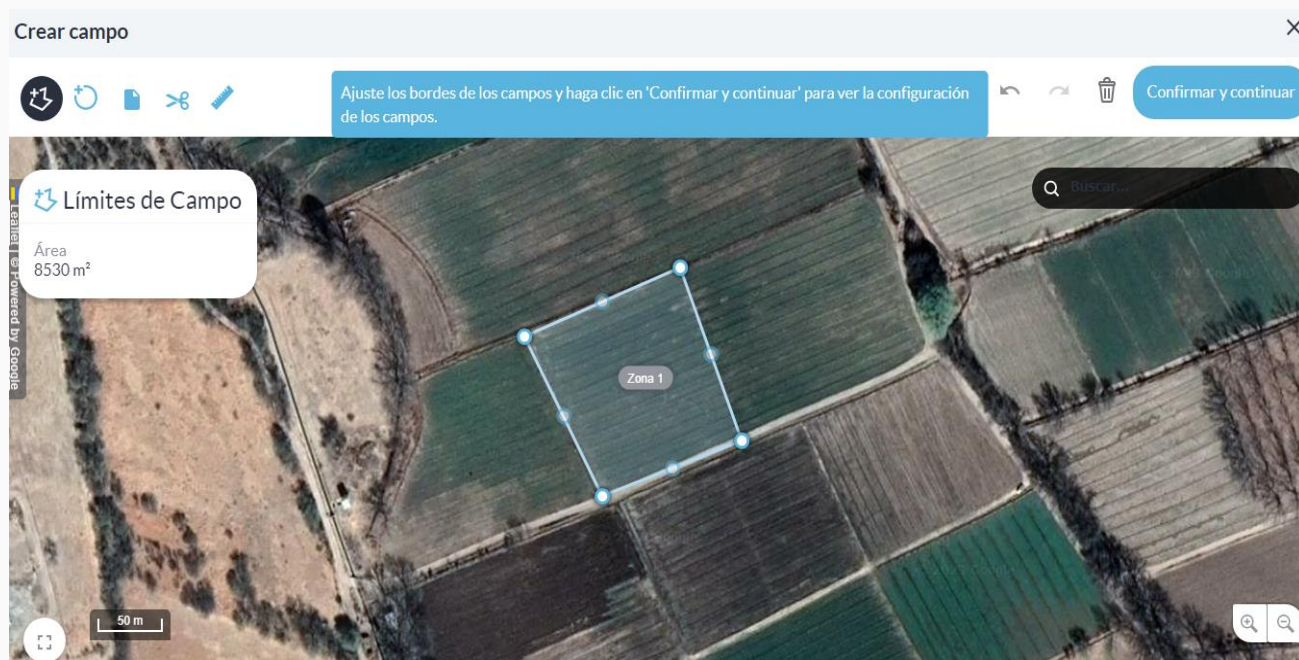 Crear campo
Ajuste los bordes de los campos y haga clic en 'Confirmar y continuar' para ver la configuración
de los campos.
Confirmar y continuar
Límites de Campo
Área
8530 m²
Buscar...
Leaflet | © Powered by Google
Zona 1
50 m